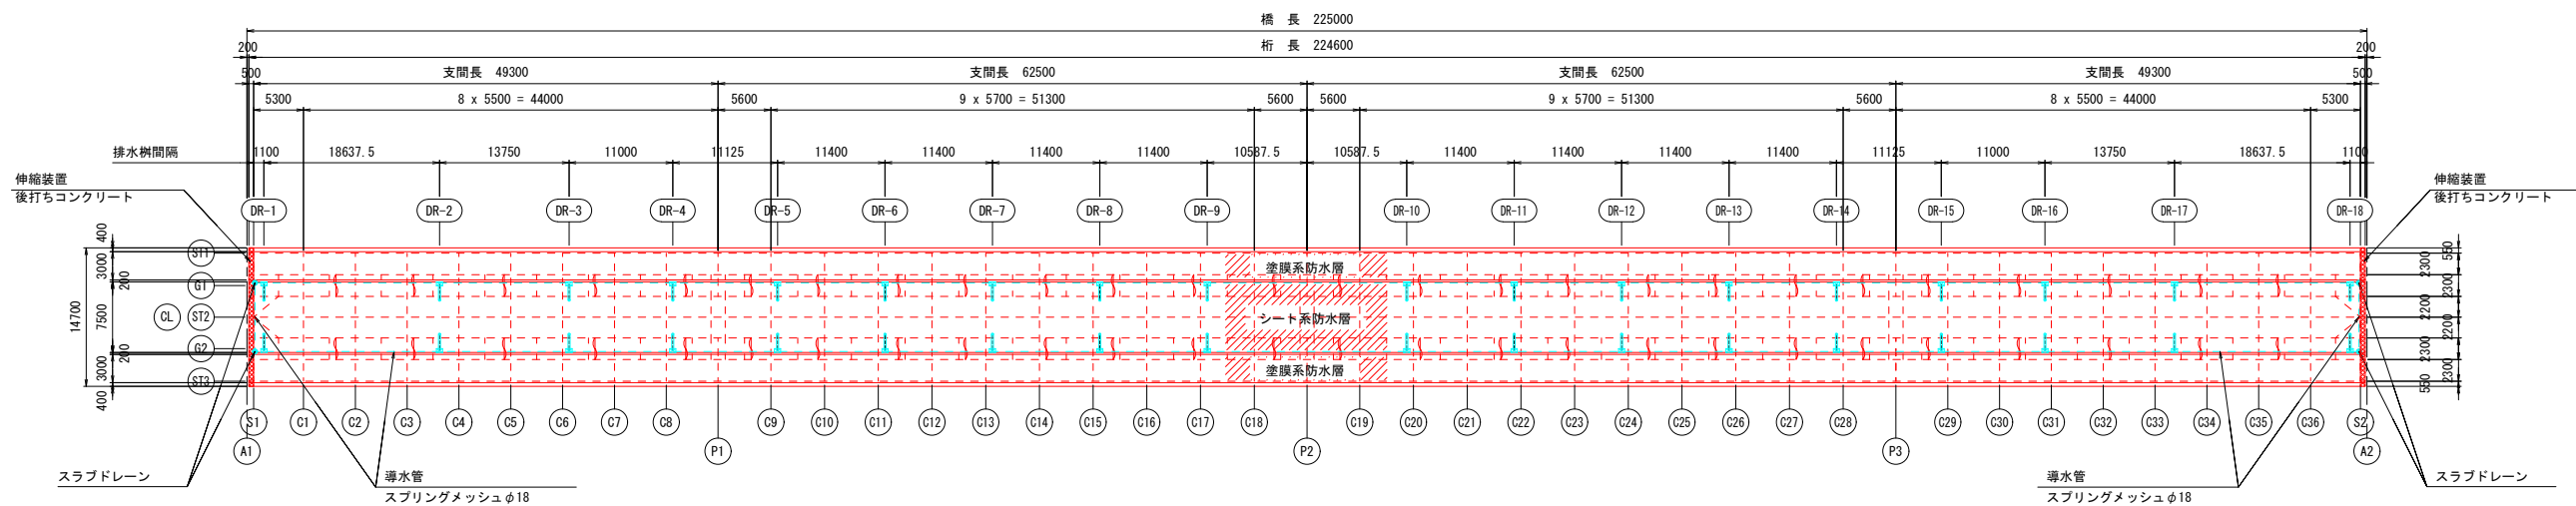 橋 長 225000
200 桁 長 224600 200
500 支間長 49300 支間長 62500 支間長 62500 支間長 49300 500
5300 8 x 5500 = 44000 5600 9 x 5700 = 51300 5600 5600 9 x 5700 = 51300 5600 8 x 5500 = 44000 5300
排水桝間隔 1100 18637.5 13750 11000 11125 11400 11400 11400 11400 10587.5 10587.5 11400 11400 11400 11400 11125 11000 13750 18637.5 1100
伸縮装置
後打ちコンクリート
伸縮装置
後打ちコンクリート
DR-1 DR-2 DR-3 DR-4 DR-5 DR-6 DR-7 DR-8 DR-9 DR-10 DR-11 DR-12 DR-13 DR-14 DR-15 DR-16 DR-17 DR-18
14700
400
3000
200
7500
200
3000
400
ST1
G1
CL ST2
G2
ST3
塗膜系防水層
シート系防水層
塗膜系防水層
550
2300
2300
2200
2200
2300
2300
550
S1 C1 C2 C3 C4 C5 C6 C7 C8 C9 C10 C11 C12 C13 C14 C15 C16 C17 C18 C19 C20 C21 C22 C23 C24 C25 C26 C27 C28 C29 C30 C31 C32 C33 C34 C35 C36 S2
A1 P1 P2 P3 A2
スラブドレーン
導水管
スプリングメッシュφ18
導水管
スプリングメッシュφ18
スラブドレーン